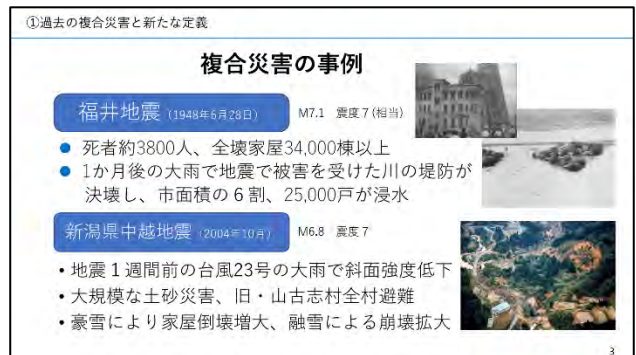 ①過去の複合災害と新たな定義
複合災害の事例
福井地震（1948年6月28日） M7.1 震度７(相当)
● 死者約3800人、全壊家屋34,000棟以上
● 1か月後の大雨で地震で被害を受けた川の堤防が
決壊し、市面積の６割、25,000戸が浸水
新潟県中越地震（2004年10月） M6.8 震度７
• 地震１週間前の台風23号の大雨で斜面強度低下
• 大規模な土砂災害、旧・山古志村全村避難
• 豪雪により家屋倒壊増大、融雪による崩壊拡大
3